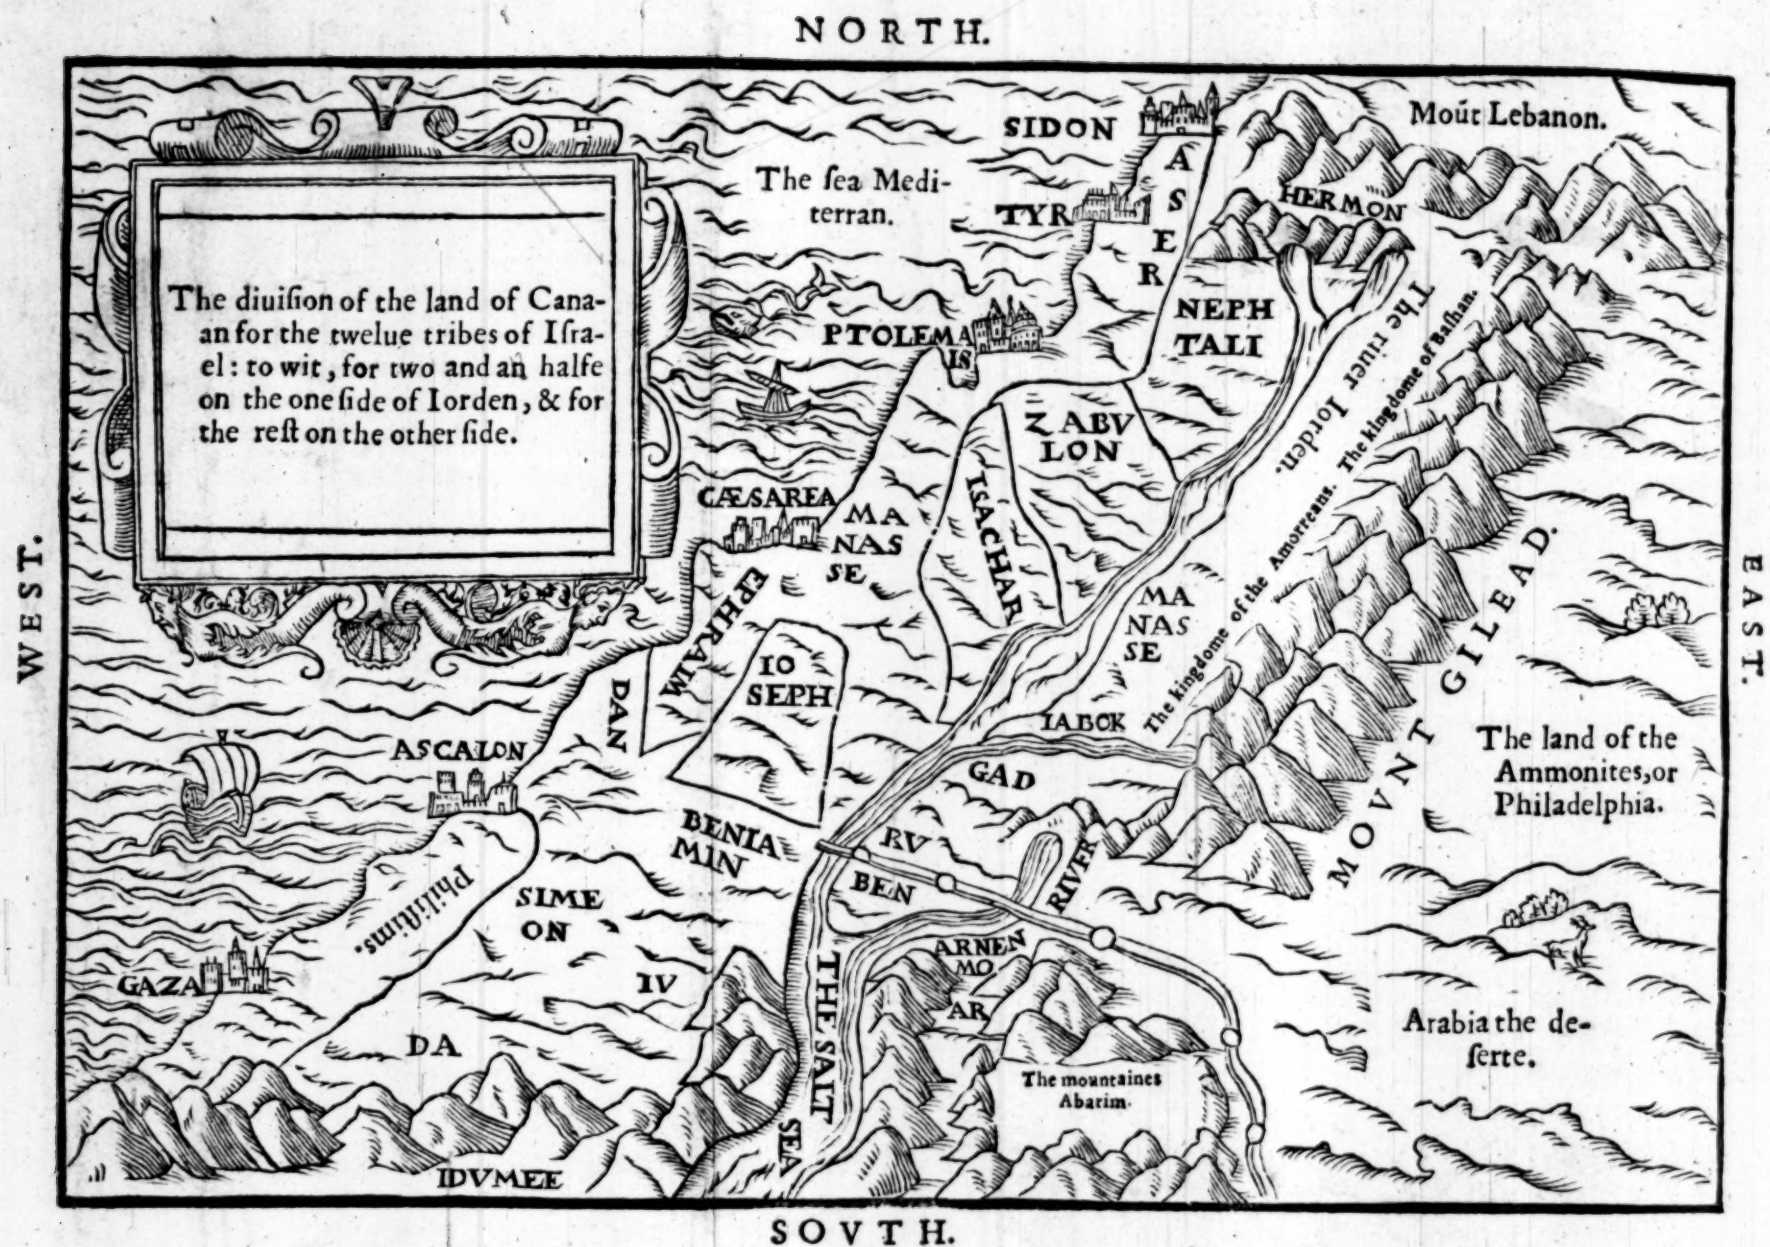 NORTH.
SIDON
Moūt Lebanon.
ASER
The ſea Medi-
terran.
TYR
HERMON
The diuiſion of the land of Cana-
an for the twelue tribes of Iſra-
el: to wit, for two and an halfe
on the one ſide of Iorden, & for
the reſt on the other ſide.
PTOLEMA
IS
NEPH
TALI
The riuer Iorden.
The kingdome of Baſhan.
ZABV
LON
ISACHAR
CÆSAREA
MA
NAS
SE
WEST.
EAST.
EPHRAIM
MA
NAS
SE
The kingdome of the Amorreans.
MOVNT GILEAD.
IO
SEPH
DAN
IABOK
ASCALON
GAD
The land of the
Ammonites, or
Philadelphia.
BENIA
MIN
RV
BEN
RIVER
ARNEN
Philiſtims.
SIME
ON
MO
AR
GAZA
IV
DA
THE SALT
SEA
Arabia the de-
ſerte.
The mountaines
Abarim.
IDVMEE
SOVTH.